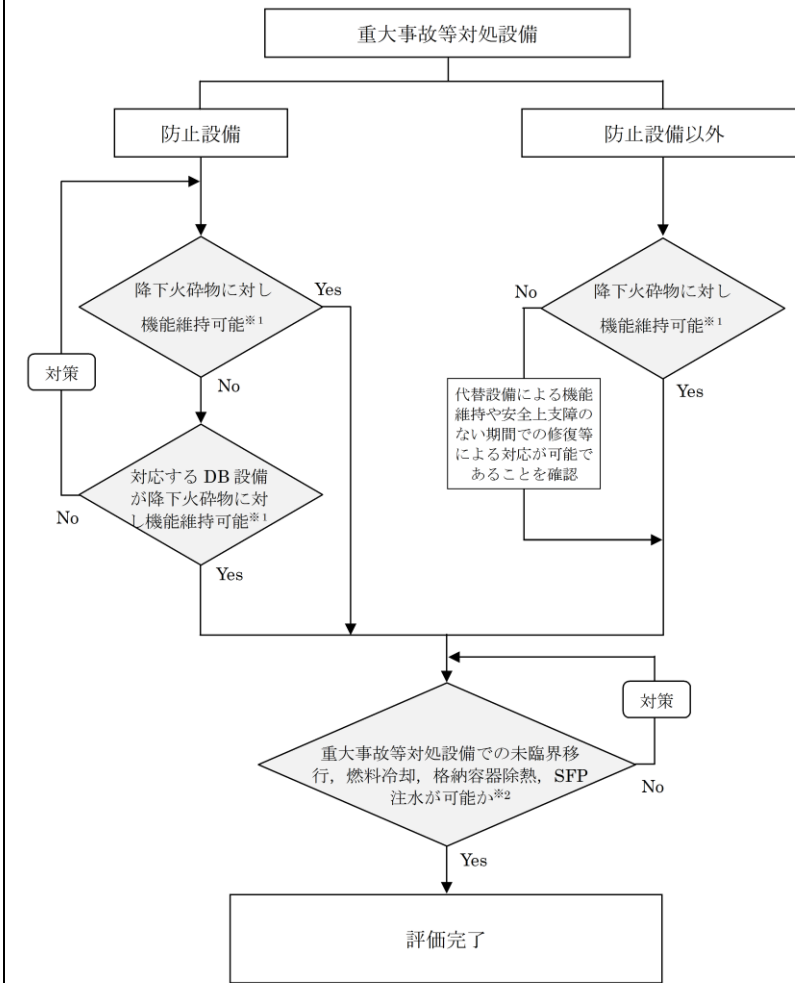 重大事故等対処設備
防止設備
防止設備以外
降下火砕物に対し
機能維持可能※1
Yes
No
対策
対応する DB 設備
が降下火砕物に対
し機能維持可能※1
No
Yes
降下火砕物に対し
機能維持可能※1
No
Yes
代替設備による機能
維持や安全上支障の
ない期間での修復等
による対応が可能で
あることを確認
対策
重大事故等対処設備での未臨界移
行，燃料冷却，格納容器除熱，SFP
注水が可能か※2
No
Yes
評価完了